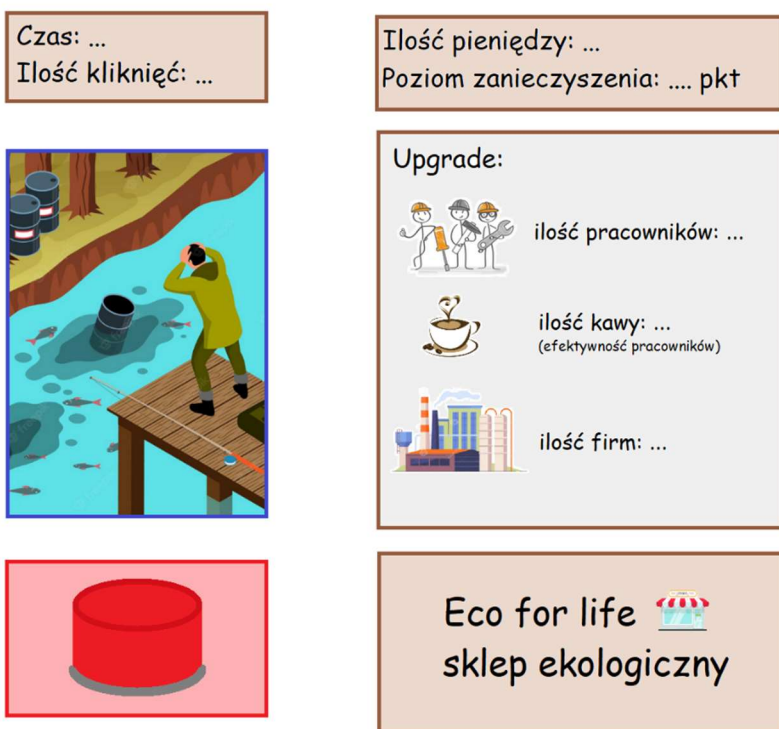 Czas: ...
Ilość kliknięć: ...
Ilość pieniędzy: ...
Poziom zanieczyszenia: .... pkt
Upgrade:
ilość pracowników: ...
ilość kawy: ...
(efektywność pracowników)
ilość firm: ...
Eco for life
sklep ekologiczny